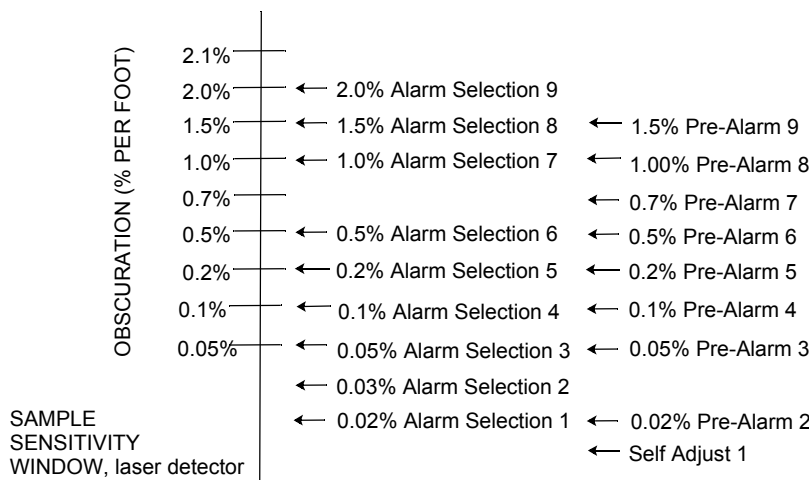 OBSCURATION (% PER FOOT)
2.1%
2.0% 2.0% Alarm Selection 9
1.5% 1.5% Alarm Selection 8 1.5% Pre-Alarm 9
1.0% 1.0% Alarm Selection 7 1.00% Pre-Alarm 8
0.7% 0.7% Pre-Alarm 7
0.5% 0.5% Alarm Selection 6 0.5% Pre-Alarm 6
0.2% 0.2% Alarm Selection 5 0.2% Pre-Alarm 5
0.1% 0.1% Alarm Selection 4 0.1% Pre-Alarm 4
0.05% 0.05% Alarm Selection 3 0.05% Pre-Alarm 3
0.03% Alarm Selection 2
0.02% Alarm Selection 1 0.02% Pre-Alarm 2
Self Adjust 1
SAMPLE
SENSITIVITY
WINDOW, laser detector